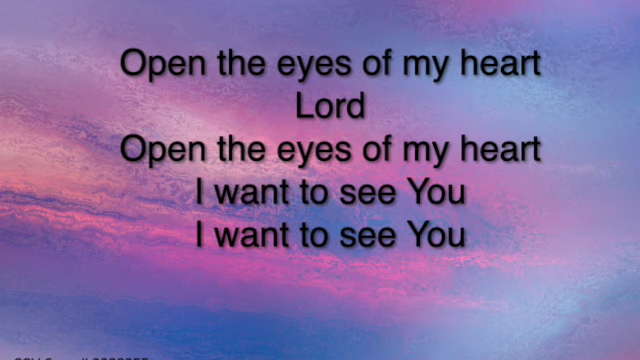 Open the eyes of my heart
Lord
Open the eyes of my heart
I want to see You
I want to see You